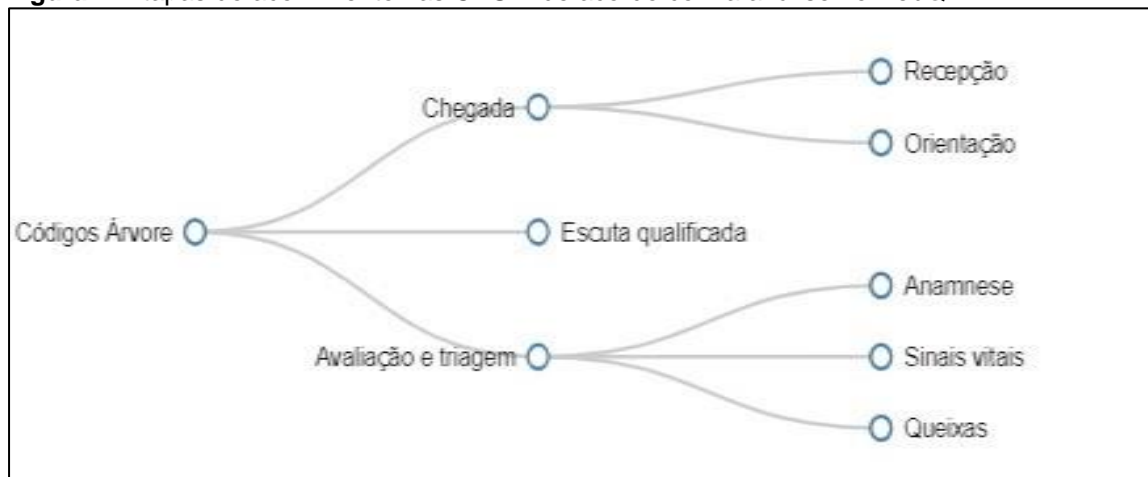 Recepção
Chegada
Orientação
Códigos Árvore
Escuta qualificada
Anamnese
Avaliação e triagem
Sinais vitais
Queixas